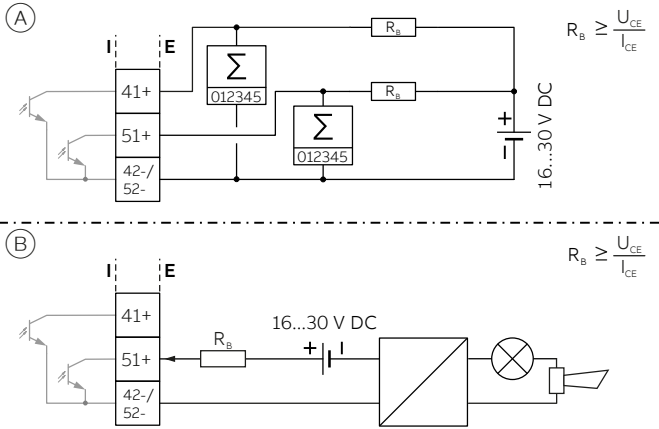 A
I E
R_B ≥ U_CE / I_CE
R_B
Σ
012345
41+
R_B
51+
Σ
012345
+
−
16...30 V DC
42-/
52-
B
I E
R_B ≥ U_CE / I_CE
41+
16...30 V DC
R_B
+ −
51+
42-/
52-